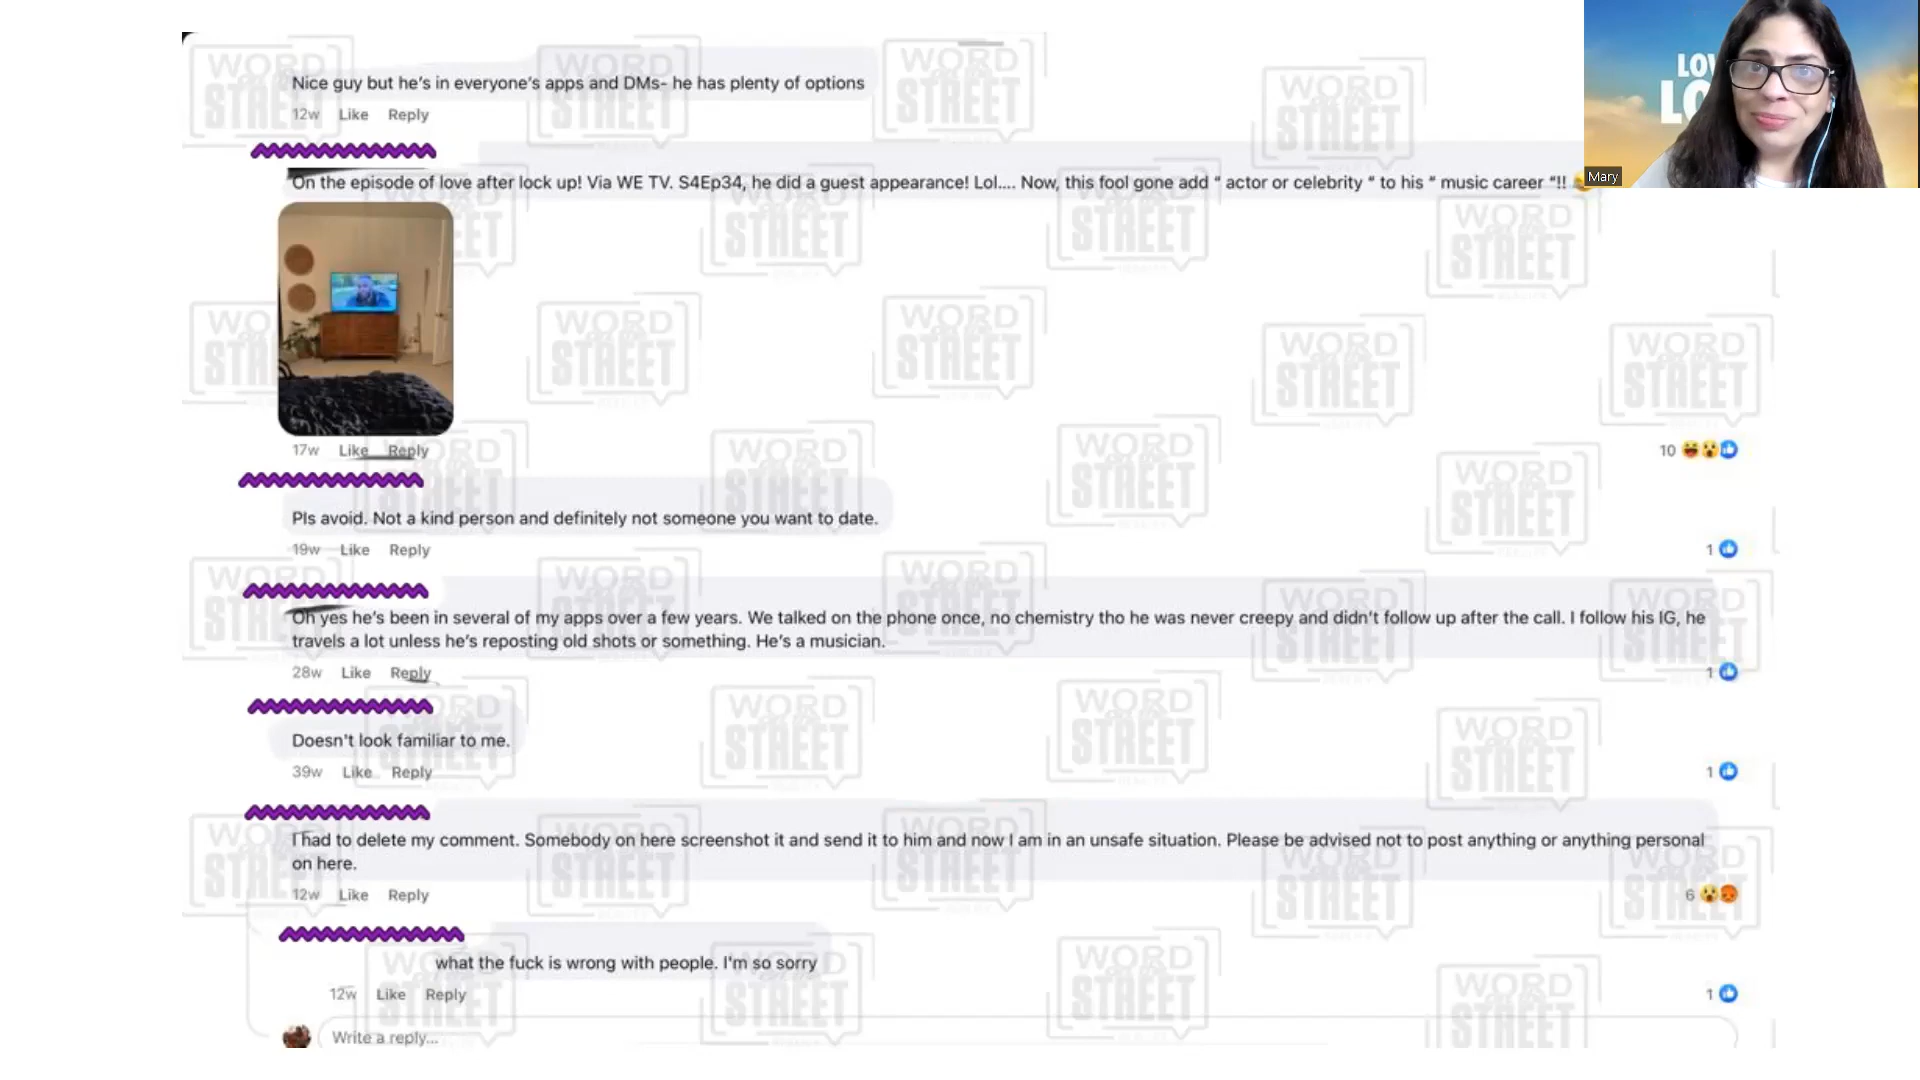 Nice guy but he's in everyone's apps and DMs- he has plenty of options
12w Like Reply
On the episode of love after lock up! Via WE TV. S4Ep34, he did a guest appearance! Lol.... Now, this fool gone add " actor or celebrity " to his " music career "!!
17w Like Reply
10
Pls avoid. Not a kind person and definitely not someone you want to date.
19w Like Reply
1
Oh yes he's been in several of my apps over a few years. We talked on the phone once, no chemistry tho he was never creepy and didn't follow up after the call. I follow his IG, he
travels a lot unless he's reposting old shots or something. He's a musician.
28w Like Reply
1
Doesn't look familiar to me.
39w Like Reply
1
I had to delete my comment. Somebody on here screenshot it and send it to him and now I am in an unsafe situation. Please be advised not to post anything or anything personal
on here.
12w Like Reply
6
what the fuck is wrong with people. I'm so sorry
12w Like Reply
1
Write a reply...
Mary
WORD
STREET